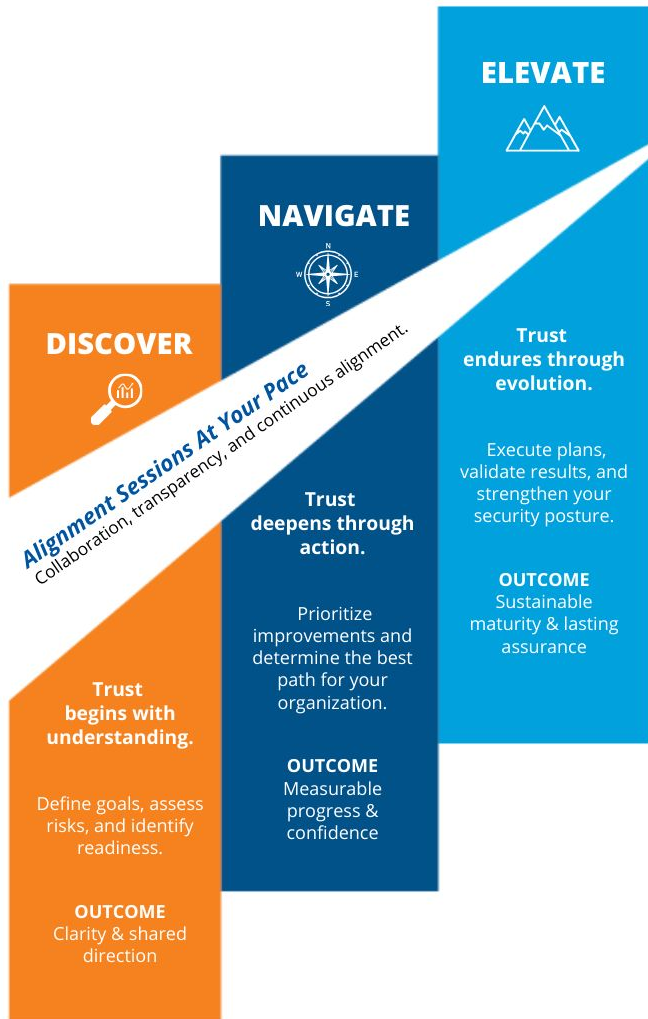 DISCOVER
Alignment Sessions At Your Pace
Collaboration, transparency, and continuous alignment.
Trust
begins with
understanding.
Define goals, assess
risks, and identify
readiness.
OUTCOME
Clarity & shared
direction
NAVIGATE
N
W
E
S
Trust
deepens through
action.
Prioritize
improvements and
determine the best
path for your
organization.
OUTCOME
Measurable
progress &
confidence
ELEVATE
Trust
endures through
evolution.
Execute plans,
validate results, and
strengthen your
security posture.
OUTCOME
Sustainable
maturity & lasting
assurance